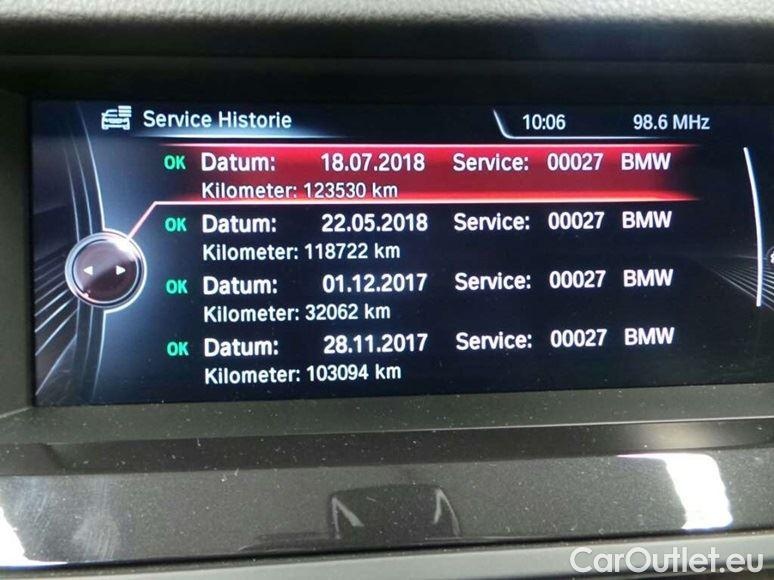 Service Historie 10:06 98.6 MHz
OK Datum: 18.07.2018 Service: 00027 BMW
Kilometer: 123530 km
OK Datum: 22.05.2018 Service: 00027 BMW
Kilometer: 118722 km
OK Datum: 01.12.2017 Service: 00027 BMW
Kilometer: 32062 km
OK Datum: 28.11.2017 Service: 00027 BMW
Kilometer: 103094 km
CarOutlet.eu